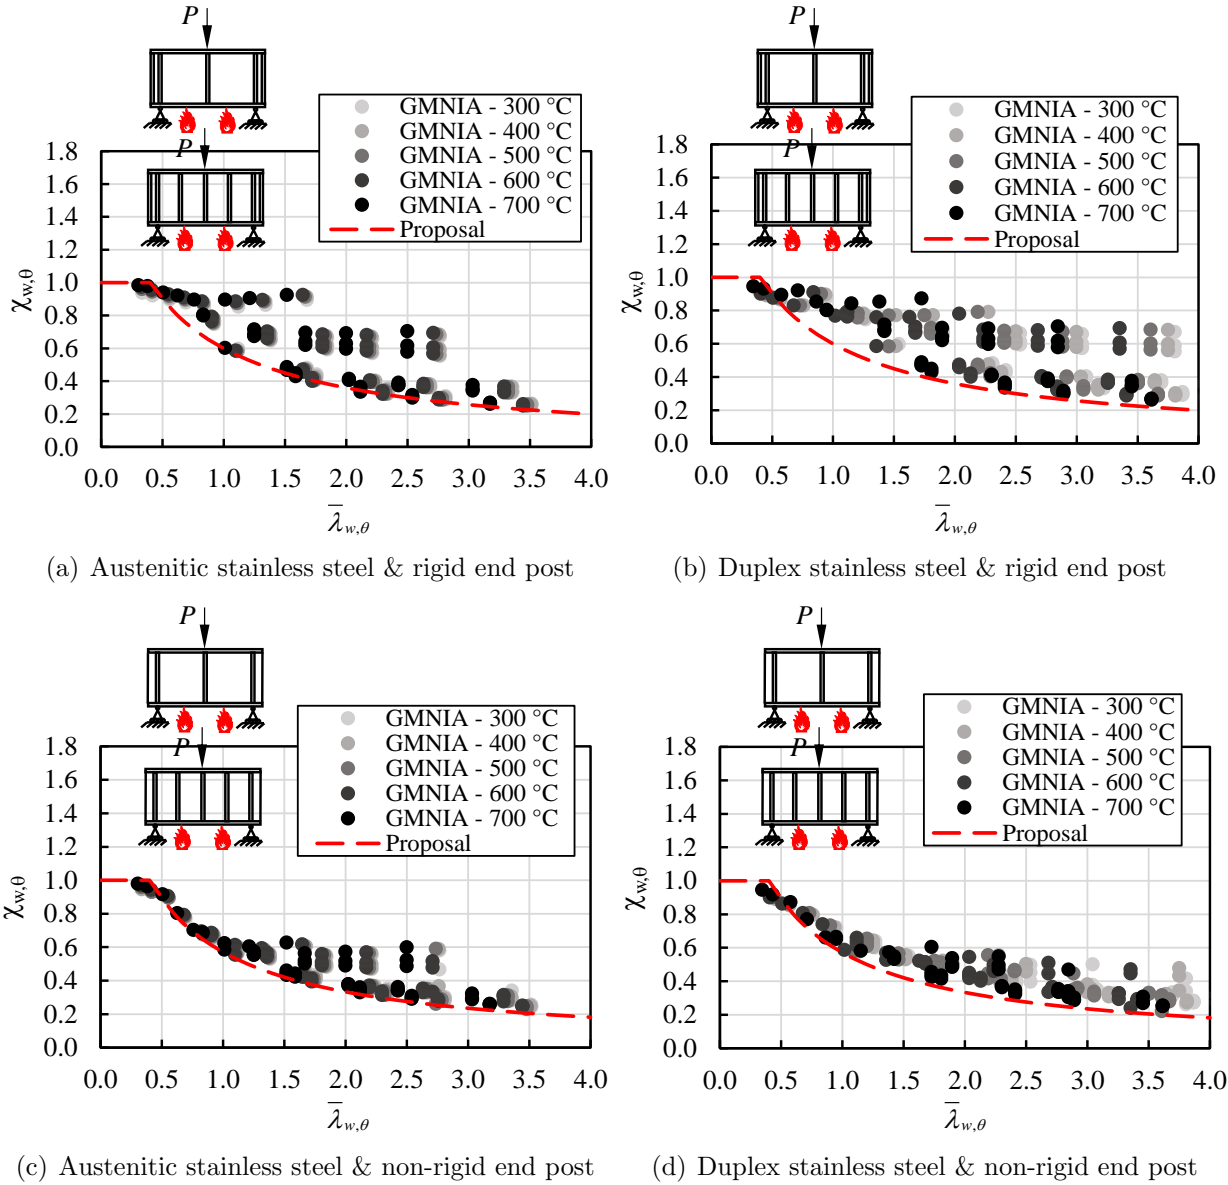 P
P
GMNIA - 300 °C
GMNIA - 400 °C
GMNIA - 500 °C
GMNIA - 600 °C
GMNIA - 700 °C
Proposal
1.8
1.6
1.4
1.2
1.0
0.8
0.6
0.4
0.2
0.0
χw,θ
0.0 0.5 1.0 1.5 2.0 2.5 3.0 3.5 4.0
λ̅w,θ
(a) Austenitic stainless steel & rigid end post
P
P
GMNIA - 300 °C
GMNIA - 400 °C
GMNIA - 500 °C
GMNIA - 600 °C
GMNIA - 700 °C
Proposal
1.8
1.6
1.4
1.2
1.0
0.8
0.6
0.4
0.2
0.0
χw,θ
0.0 0.5 1.0 1.5 2.0 2.5 3.0 3.5 4.0
λ̅w,θ
(b) Duplex stainless steel & rigid end post
P
P
GMNIA - 300 °C
GMNIA - 400 °C
GMNIA - 500 °C
GMNIA - 600 °C
GMNIA - 700 °C
Proposal
1.8
1.6
1.4
1.2
1.0
0.8
0.6
0.4
0.2
0.0
χw,θ
0.0 0.5 1.0 1.5 2.0 2.5 3.0 3.5 4.0
λ̅w,θ
(c) Austenitic stainless steel & non-rigid end post
P
P
GMNIA - 300 °C
GMNIA - 400 °C
GMNIA - 500 °C
GMNIA - 600 °C
GMNIA - 700 °C
Proposal
1.8
1.6
1.4
1.2
1.0
0.8
0.6
0.4
0.2
0.0
χw,θ
0.0 0.5 1.0 1.5 2.0 2.5 3.0 3.5 4.0
λ̅w,θ
(d) Duplex stainless steel & non-rigid end post